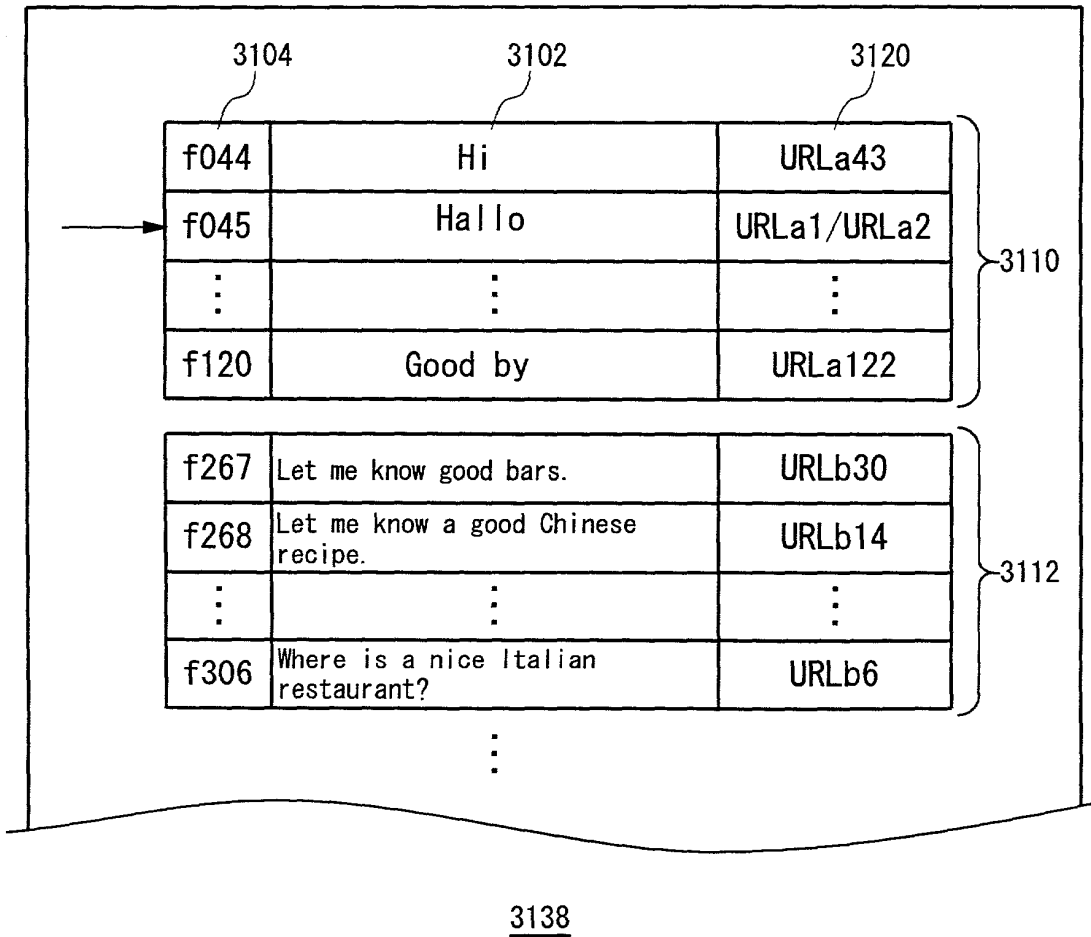 3104 3102 3120
f044 Hi URLa43
f045 Hallo URLa1/URLa2
3110
f120 Good by URLa122
f267 Let me know good bars. URLb30
f268 Let me know a good Chinese recipe. URLb14
3112
f306 Where is a nice Italian restaurant? URLb6
3138